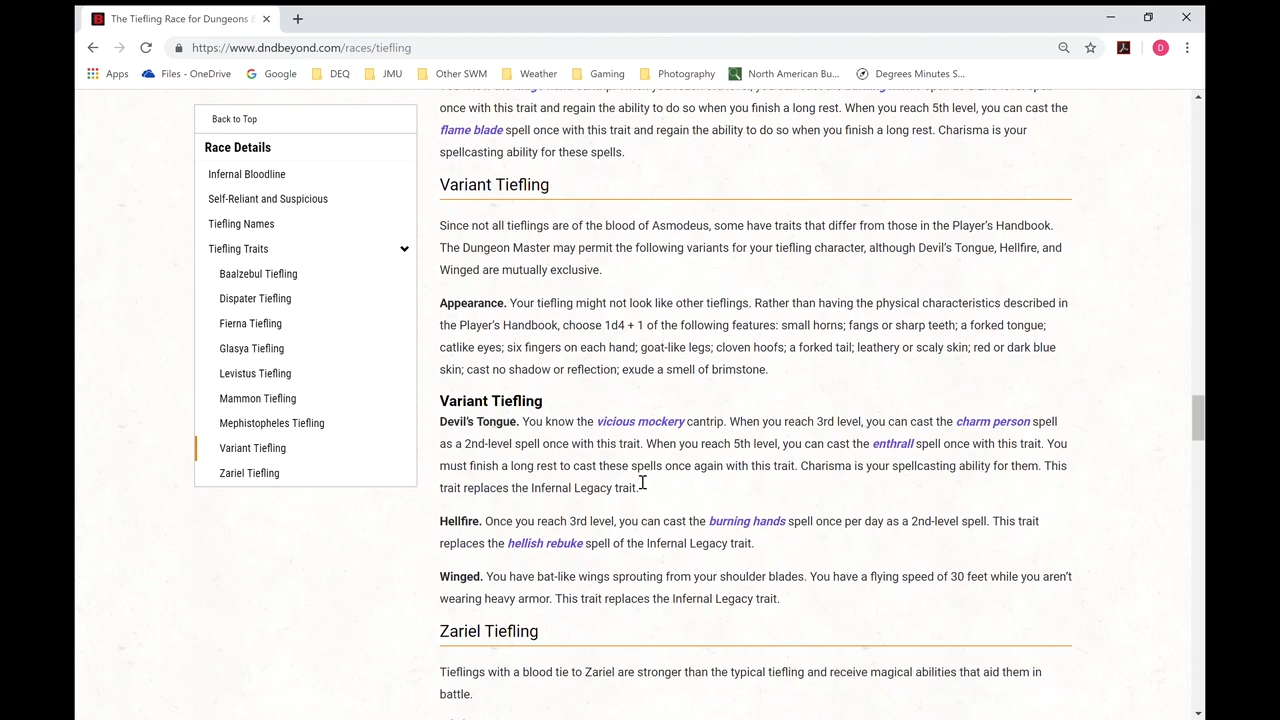 The Tiefling Race for Dungeons &
https://www.dndbeyond.com/races/tiefling
D
Apps Files - OneDrive Google DEQ JMU Other SWM Weather Gaming Photography North American Bu... Degrees Minutes S...
Back to Top
Race Details
Infernal Bloodline
Self-Reliant and Suspicious
Tiefling Names
Tiefling Traits
Baalzebul Tiefling
Dispater Tiefling
Fierna Tiefling
Glasya Tiefling
Levistus Tiefling
Mammon Tiefling
Mephistopheles Tiefling
Variant Tiefling
Zariel Tiefling
once with this trait and regain the ability to do so when you finish a long rest. When you reach 5th level, you can cast the
flame blade spell once with this trait and regain the ability to do so when you finish a long rest. Charisma is your
spellcasting ability for these spells.
Variant Tiefling
Since not all tieflings are of the blood of Asmodeus, some have traits that differ from those in the Player's Handbook.
The Dungeon Master may permit the following variants for your tiefling character, although Devil's Tongue, Hellfire, and
Winged are mutually exclusive.
Appearance. Your tiefling might not look like other tieflings. Rather than having the physical characteristics described in
the Player's Handbook, choose 1d4 + 1 of the following features: small horns; fangs or sharp teeth; a forked tongue;
catlike eyes; six fingers on each hand; goat-like legs; cloven hoofs; a forked tail; leathery or scaly skin; red or dark blue
skin; cast no shadow or reflection; exude a smell of brimstone.
Variant Tiefling
Devil's Tongue. You know the vicious mockery cantrip. When you reach 3rd level, you can cast the charm person spell
as a 2nd-level spell once with this trait. When you reach 5th level, you can cast the enthrall spell once with this trait. You
must finish a long rest to cast these spells once again with this trait. Charisma is your spellcasting ability for them. This
trait replaces the Infernal Legacy trait.
Hellfire. Once you reach 3rd level, you can cast the burning hands spell once per day as a 2nd-level spell. This trait
replaces the hellish rebuke spell of the Infernal Legacy trait.
Winged. You have bat-like wings sprouting from your shoulder blades. You have a flying speed of 30 feet while you aren't
wearing heavy armor. This trait replaces the Infernal Legacy trait.
Zariel Tiefling
Tieflings with a blood tie to Zariel are stronger than the typical tiefling and receive magical abilities that aid them in
battle.